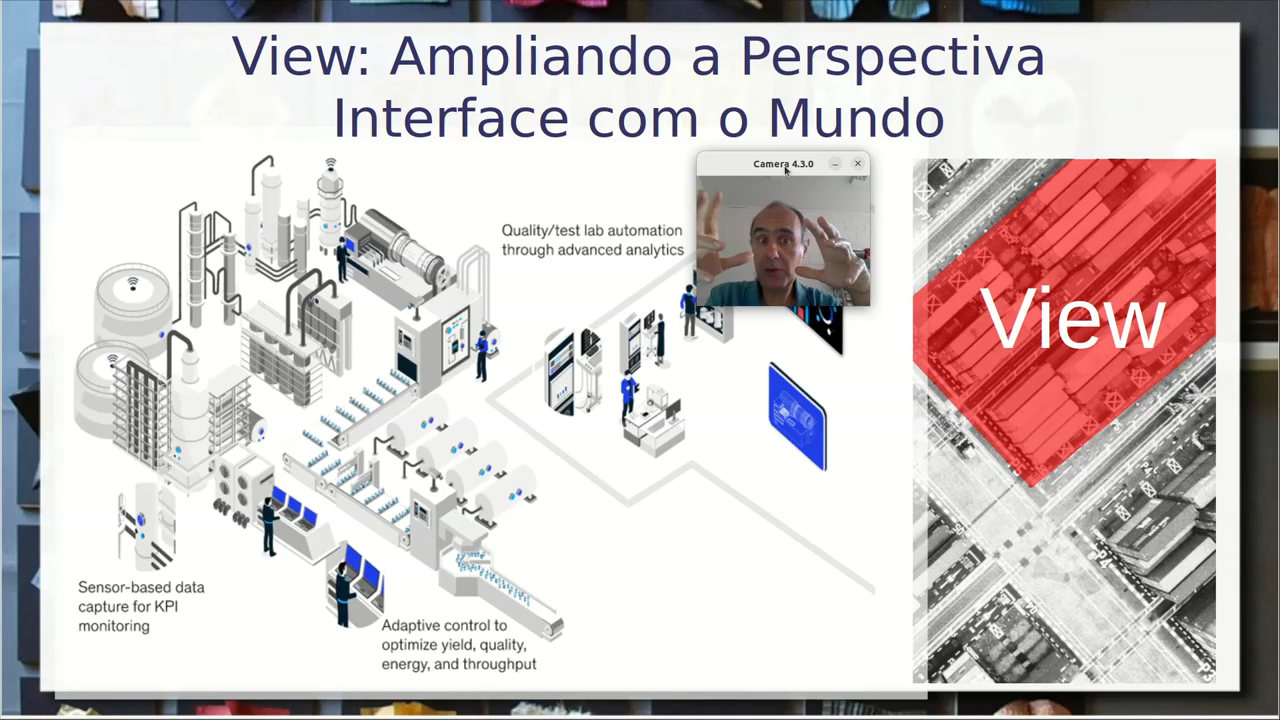 View: Ampliando a Perspectiva
Interface com o Mundo
Camera 4.3.0
Quality/test lab automation
through advanced analytics
View
Sensor-based data
capture for KPI
monitoring
Adaptive control to
optimize yield, quality,
energy, and throughput